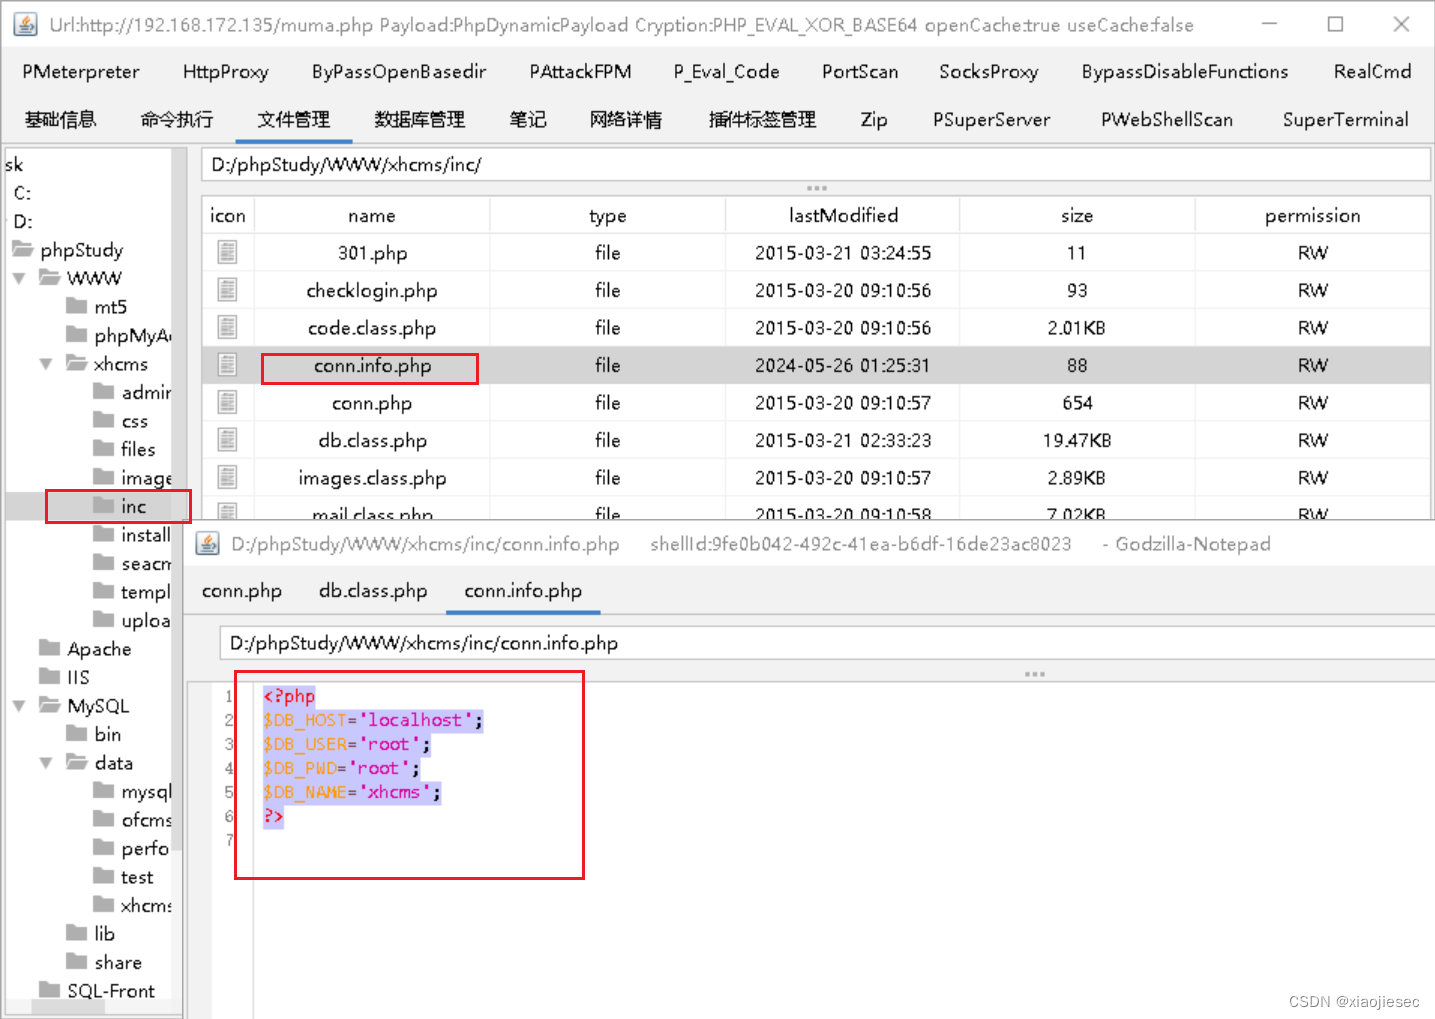 Url:http://192.168.172.135/muma.php Payload:PhpDynamicPayload Cryption:PHP_EVAL_XOR_BASE64 openCache:true useCache:false
PMeterpreter HttpProxy ByPassOpenBasedir PAttackFPM P_Eval_Code PortScan SocksProxy BypassDisableFunctions RealCmd
基础信息 命令执行 文件管理 数据库管理 笔记 网络详情 插件标签管理 Zip PSuperServer PWebShellScan SuperTerminal
sk
C:
D:
phpStudy
WWW
mt5
phpMyA
xhcms
admin
css
files
image
inc
install
seacm
templ
uploa
Apache
IIS
MySQL
bin
data
mysql
ofcms
perfo
test
xhcms
lib
share
SQL-Front
D:/phpStudy/WWW/xhcms/inc/
icon name type lastModified size permission
301.php file 2015-03-21 03:24:55 11 RW
checklogin.php file 2015-03-20 09:10:56 93 RW
code.class.php file 2015-03-20 09:10:56 2.01KB RW
conn.info.php file 2024-05-26 01:25:31 88 RW
conn.php file 2015-03-20 09:10:57 654 RW
db.class.php file 2015-03-21 02:33:23 19.47KB RW
images.class.php file 2015-03-20 09:10:57 2.89KB RW
mail.class.php file 2015-03-20 09:10:58 7.02KB RW
D:/phpStudy/WWW/xhcms/inc/conn.info.php shellId:9fe0b042-492c-41ea-b6df-16de23ac8023 - Godzilla-Notepad
conn.php db.class.php conn.info.php
D:/phpStudy/WWW/xhcms/inc/conn.info.php
1 <?php
2 $DB_HOST='localhost';
3 $DB_USER='root';
4 $DB_PWD='root';
5 $DB_NAME='xhcms';
6 ?>
7
CSDN @xiaojiesec